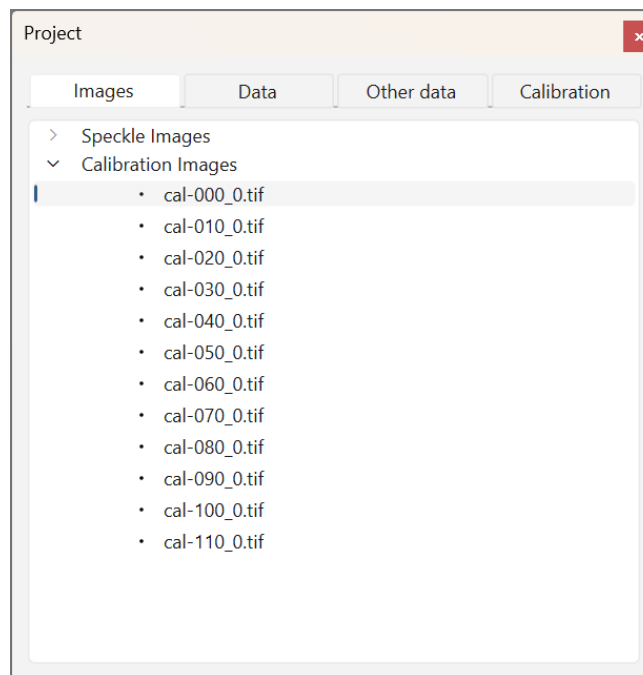 Project
Images Data Other data Calibration
Speckle Images
Calibration Images
cal-000_0.tif
cal-010_0.tif
cal-020_0.tif
cal-030_0.tif
cal-040_0.tif
cal-050_0.tif
cal-060_0.tif
cal-070_0.tif
cal-080_0.tif
cal-090_0.tif
cal-100_0.tif
cal-110_0.tif